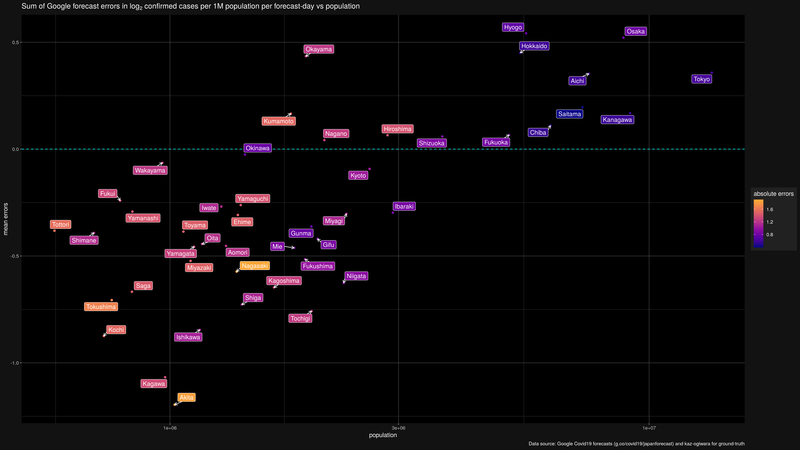 Sum of Google forecast errors in log2 confirmed cases per 1M population per forecast-day vs population
Hyogo
Osaka
0.5
Hokkaido
Okayama
Aichi
Tokyo
Saitama
Kumamoto
Kanagawa
Hiroshima
Nagano
Chiba
Shizuoka
Fukuoka
0.0
Okinawa
Wakayama
Kyoto
absolute errors
Fukui
Yamaguchi
Iwate
Ibaraki
1.6
Yamanashi
Ehime
Miyagi
1.2
Tottori
Toyama
mean errors
Gunma
0.8
Shimane
Oita
Mie
Gifu
Yamagata
Aomori
-0.5
Miyazaki
Nagasaki
Fukushima
Kagoshima
Niigata
Saga
Shiga
Tokushima
Tochigi
Kochi
Ishikawa
-1.0
Kagawa
Akita
1e+06
3e+06
1e+07
population
Data source: Google Covid19 forecasts (g.co/covid19/japanforecast) and kaz-ogiwara for ground-truth